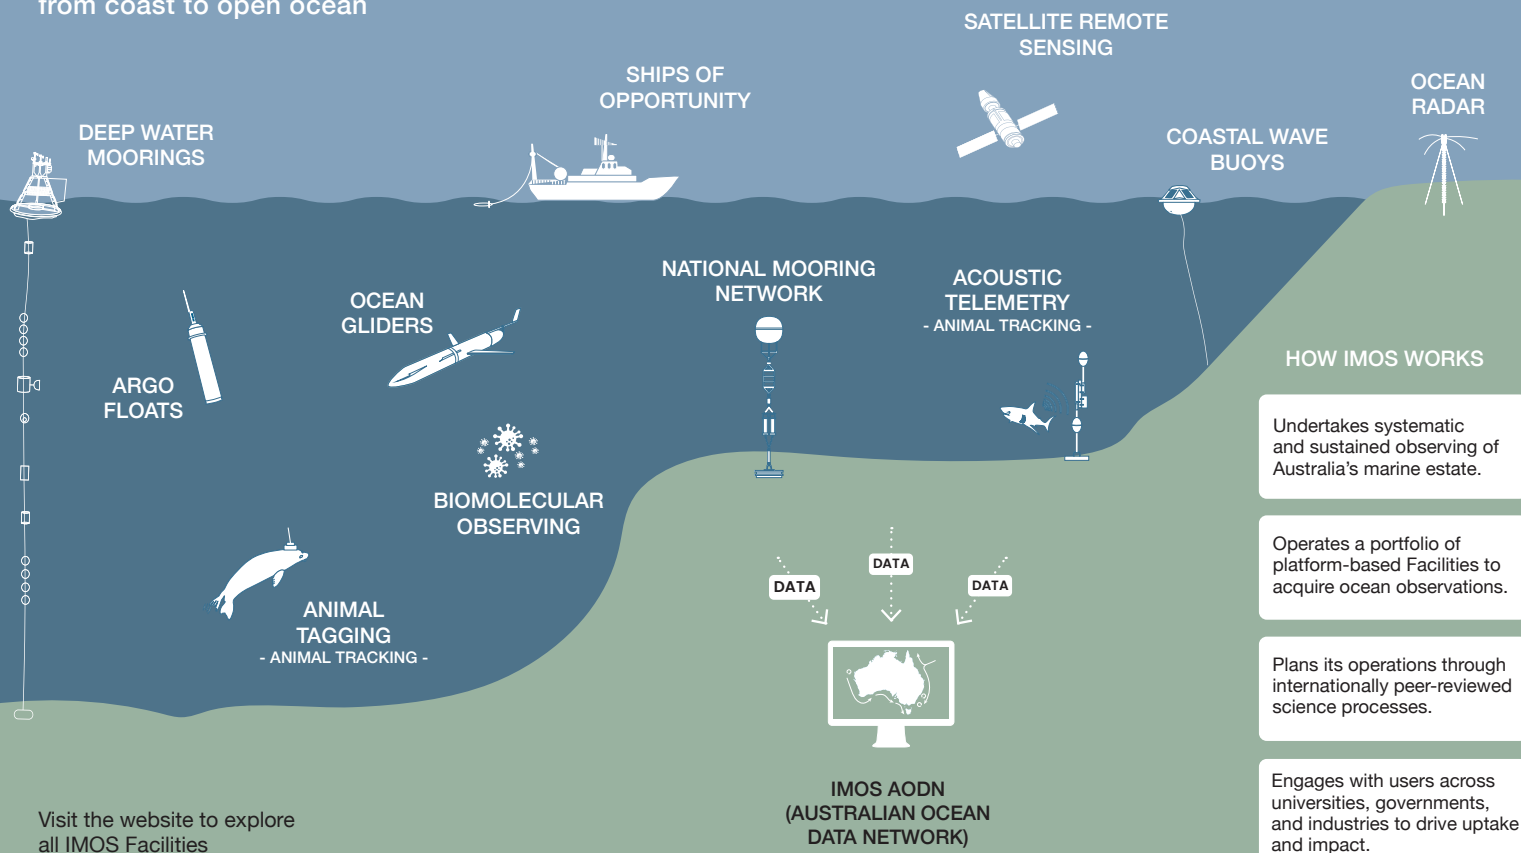 from coast to open ocean
SATELLITE REMOTE
SENSING
SHIPS OF
OPPORTUNITY
OCEAN
RADAR
DEEP WATER
MOORINGS
COASTAL WAVE
BUOYS
NATIONAL MOORING
NETWORK
ACOUSTIC
TELEMETRY
- ANIMAL TRACKING -
OCEAN
GLIDERS
ARGO
FLOATS
BIOMOLECULAR
OBSERVING
ANIMAL
TAGGING
- ANIMAL TRACKING -
DATA
DATA
DATA
IMOS AODN
(AUSTRALIAN OCEAN
DATA NETWORK)
HOW IMOS WORKS
Undertakes systematic
and sustained observing of
Australia’s marine estate.
Operates a portfolio of
platform-based Facilities to
acquire ocean observations.
Plans its operations through
internationally peer-reviewed
science processes.
Engages with users across
universities, governments,
and industries to drive uptake
and impact.
Visit the website to explore
all IMOS Facilities